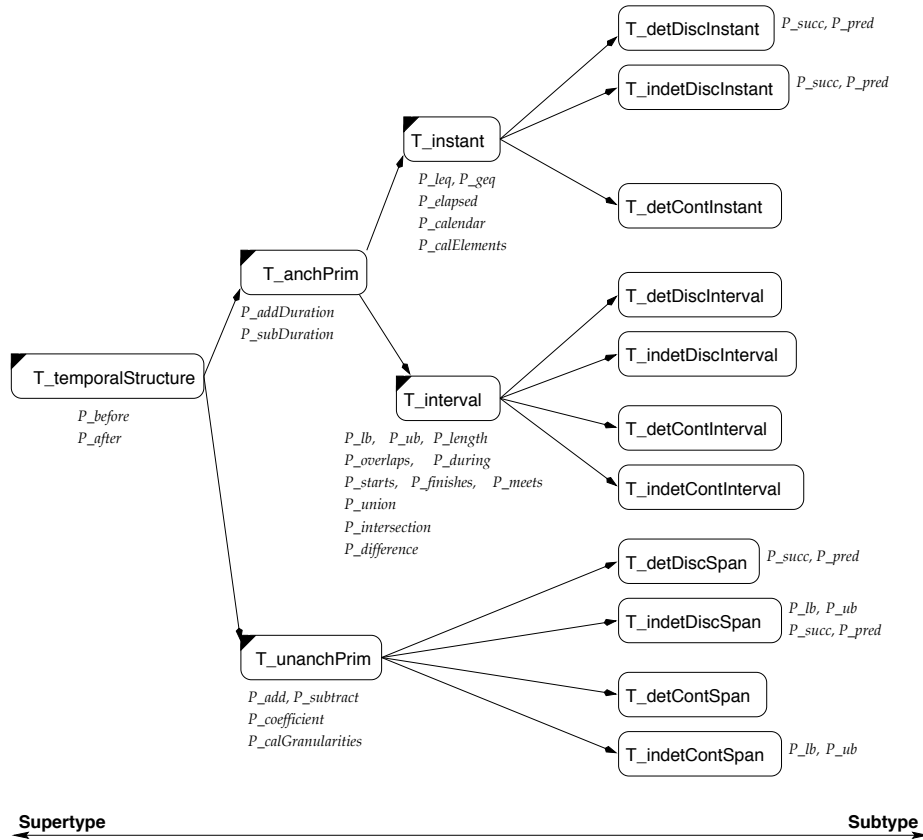 T_detDiscInstant
P_succ, P_pred
T_indetDiscInstant
P_succ, P_pred
T_instant
P_leq, P_geq
P_elapsed
P_calendar
P_calElements
T_detContInstant
T_anchPrim
P_addDuration
P_subDuration
T_detDiscInterval
T_indetDiscInterval
T_temporalStructure
P_before
P_after
T_interval
P_lb, P_ub, P_length
P_overlaps, P_during
P_starts, P_finishes, P_meets
P_union
P_intersection
P_difference
T_detContInterval
T_indetContInterval
T_detDiscSpan
P_succ, P_pred
T_indetDiscSpan
P_lb, P_ub
P_succ, P_pred
T_unanchPrim
P_add, P_subtract
P_coefficient
P_calGranularities
T_detContSpan
T_indetContSpan
P_lb, P_ub
Supertype
Subtype